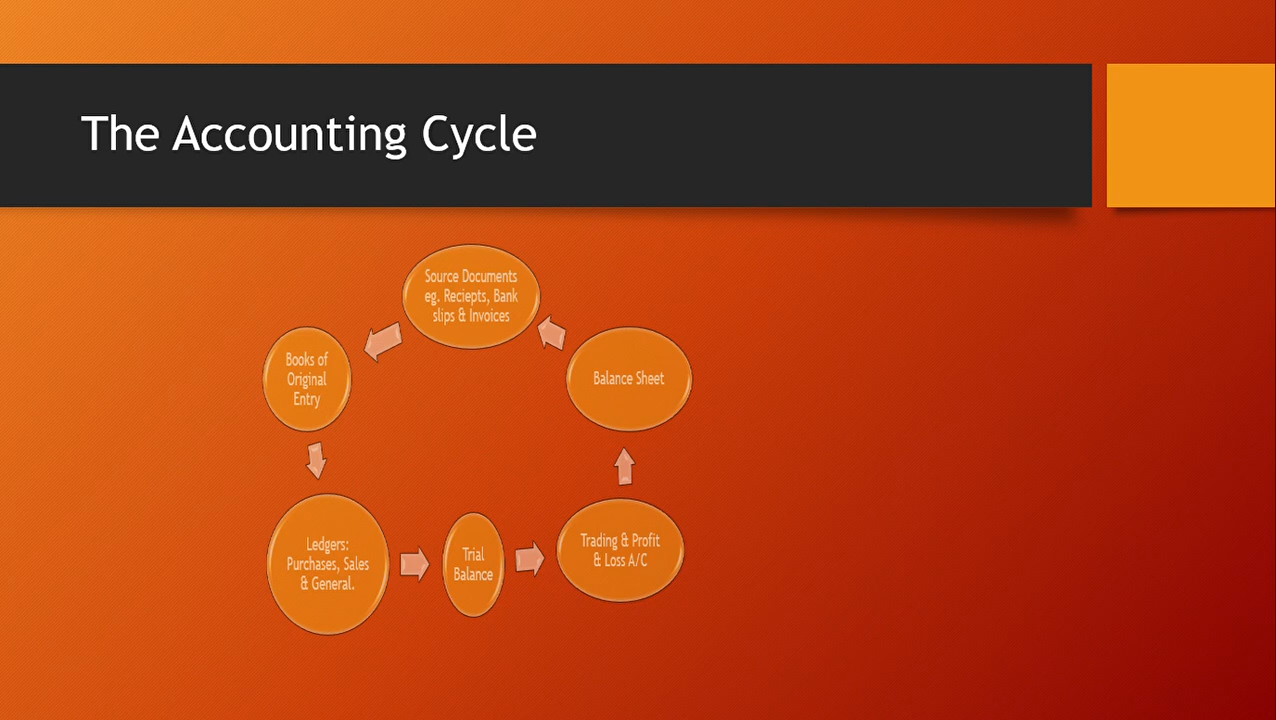 The Accounting Cycle
Source Documents
eg. Reciepts, Bank
slips & Invoices
Books of
Original
Entry
Ledgers:
Purchases, Sales
& General.
Trial
Balance
Trading & Profit
& Loss A/C
Balance Sheet